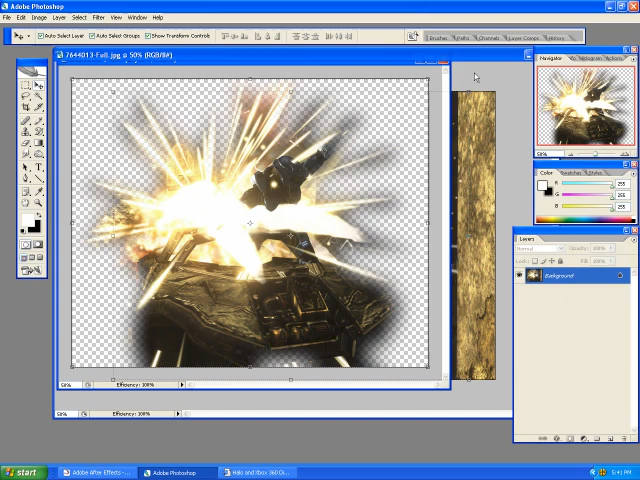 Adobe Photoshop
File Edit Image Layer Select Filter View Window Help
Auto Select Layer Auto Select Groups Show Transform Controls
Brushes Paths Channels Layer Comps History
7644013-Full.jpg @ 50% (RGB/8#)
Navigator Histogram Actions
50%
Color Swatches Styles
R 255
G 255
B 255
Layers
Normal Opacity: 100%
Lock: Fill: 100%
Background
50% Efficiency: 100%
50% Efficiency: 100%
start Adobe After Effects -... Adobe Photoshop Halo and Xbox 360 Di... 5:41 PM